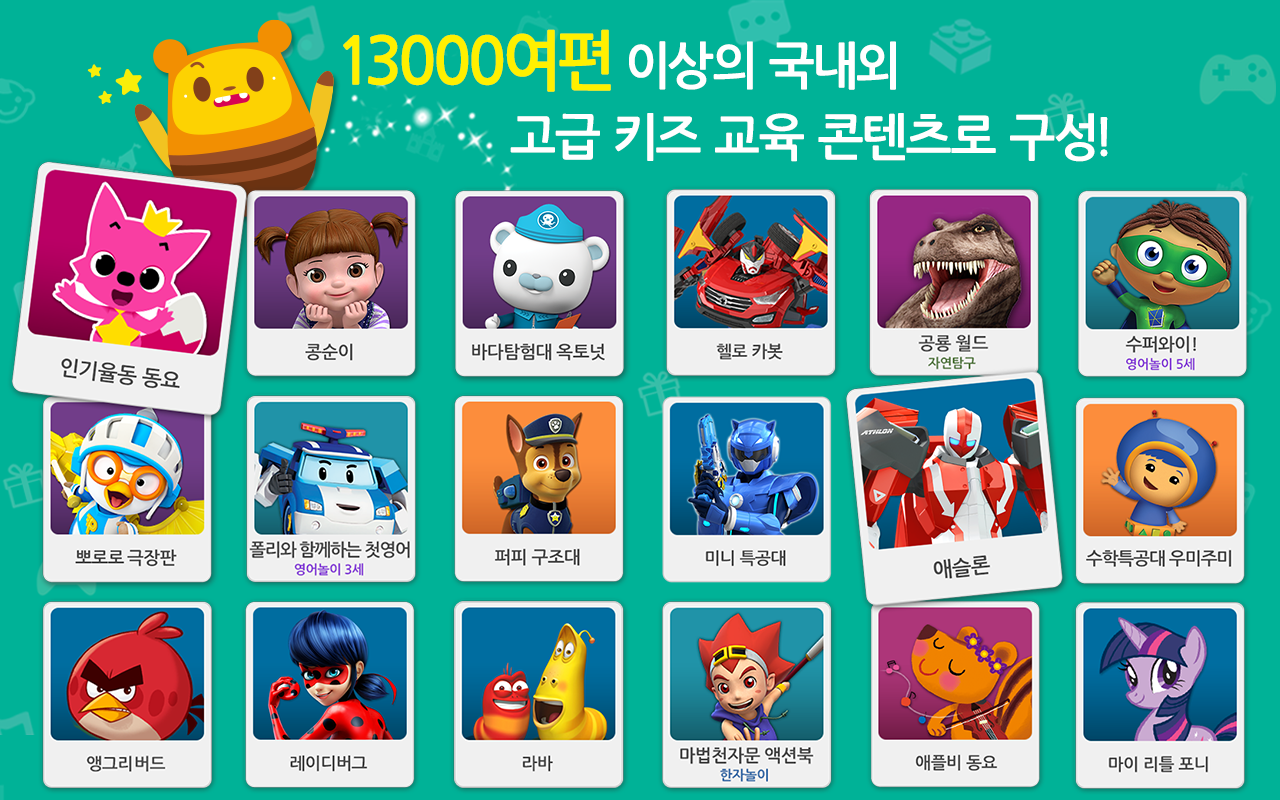 13000여편 이상의 국내외
고급 키즈 교육 콘텐츠로 구성!
인기율동 동요
콩순이
바다탐험대 옥토넛
헬로 카봇
공룡 월드
자연탐구
수퍼와이!
영어놀이 5세
뽀로로 극장판
폴리와 함께하는 첫영어
영어놀이 3세
퍼피 구조대
미니 특공대
ATHLON
애슬론
수학특공대 우미주미
앵그리버드
레이디버그
라바
마법천자문 액션북
한자놀이
애플비 동요
마이 리틀 포니